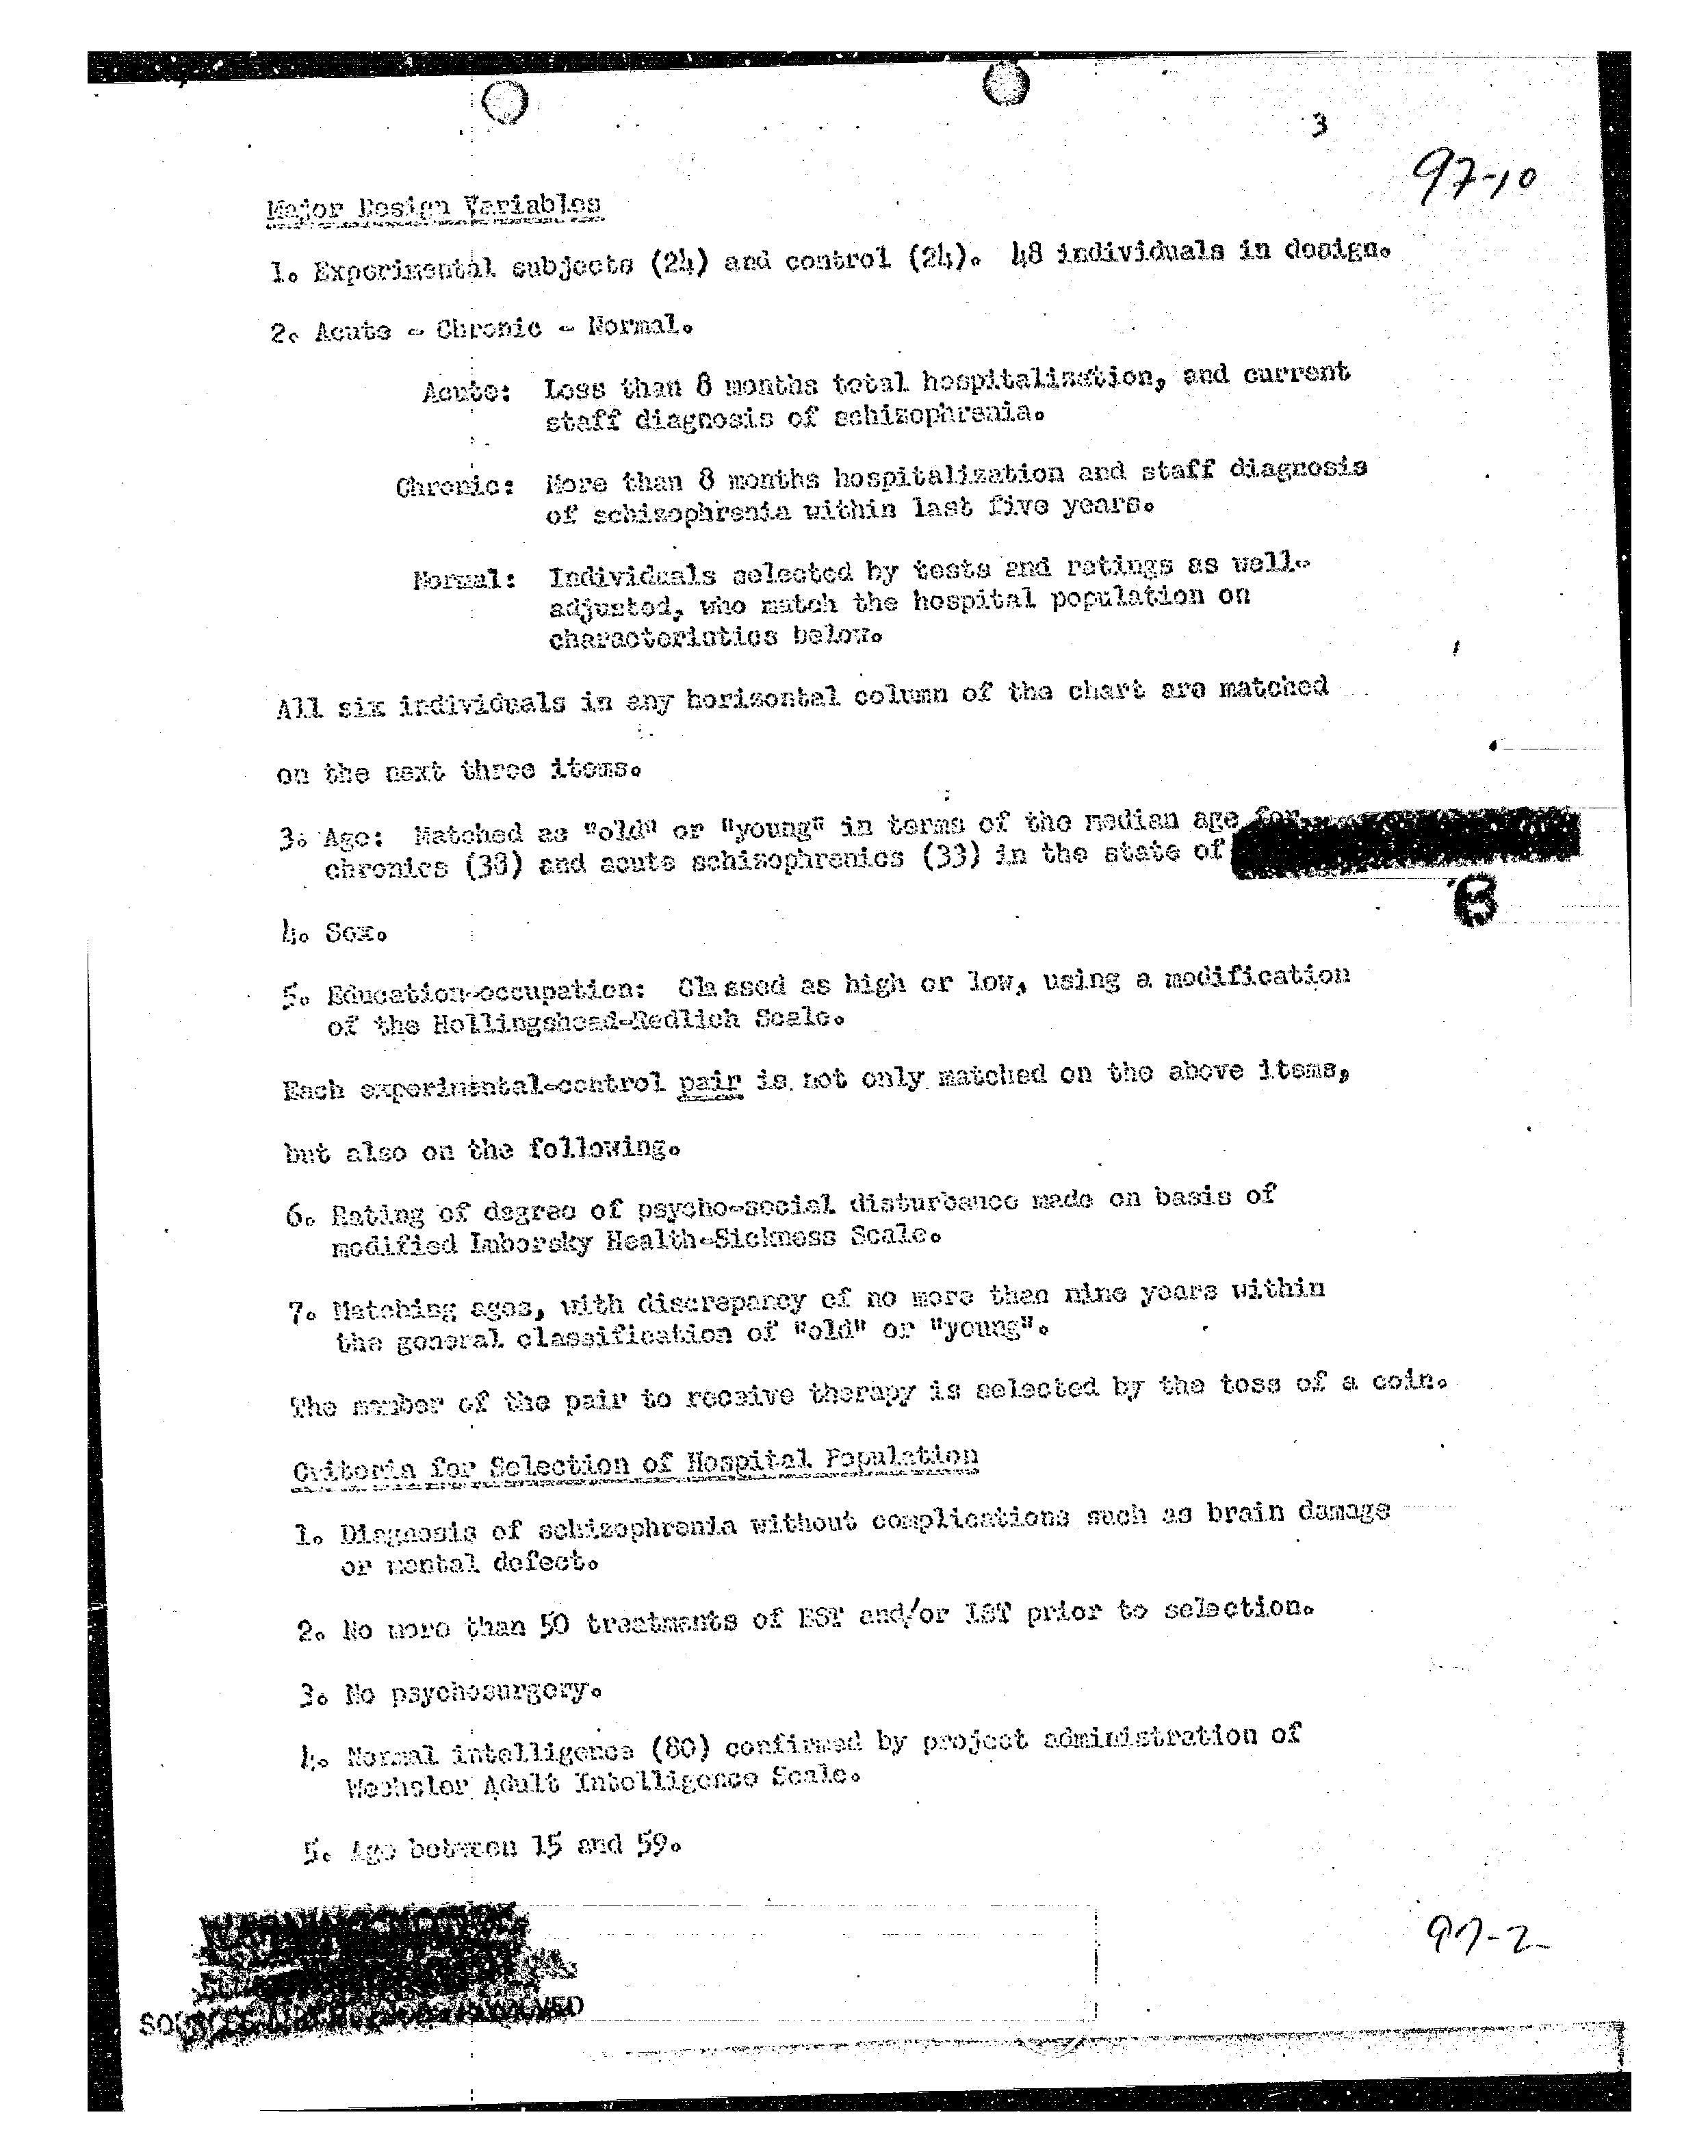 3
97-10
Major Design Variables
1. Experimental subjects (24) and control (24). 48 individuals in design.
2. Acute - Chronic - Normal.
Acute: Less than 8 months total hospitalization, and current
staff diagnosis of schizophrenia.
Chronic: More than 8 months hospitalization and staff diagnosis
of schizophrenia within last five years.
Normal: Individuals selected by tests and ratings as well-
adjusted, who match the hospital population on
characteristics below.
All six individuals in any horizontal column of the chart are matched
on the next three items.
3. Age: Matched as "old" or "young" in terms of the median age for
chronics (38) and acute schizophrenics (33) in the state of
B
4. Sex.
5. Education-occupation: Classed as high or low, using a modification
of the Hollingshead-Redlich Scale.
Each experimental-control pair is not only matched on the above items,
but also on the following.
6. Rating of degree of psycho-social disturbance made on basis of
modified Luborsky Health-Sickness Scale.
7. Matching ages, with discrepancy of no more than nine years within
the general classification of "old" or "young".
The member of the pair to receive therapy is selected by the toss of a coin.
Criteria for Selection of Hospital Population
1. Diagnosis of schizophrenia without complications such as brain damage
or mental defect.
2. No more than 50 treatments of EST and/or IST prior to selection.
3. No psychosurgery.
4. Normal intelligence (80) confirmed by project administration of
Wechsler Adult Intelligence Scale.
5. Age between 15 and 59.
97-2